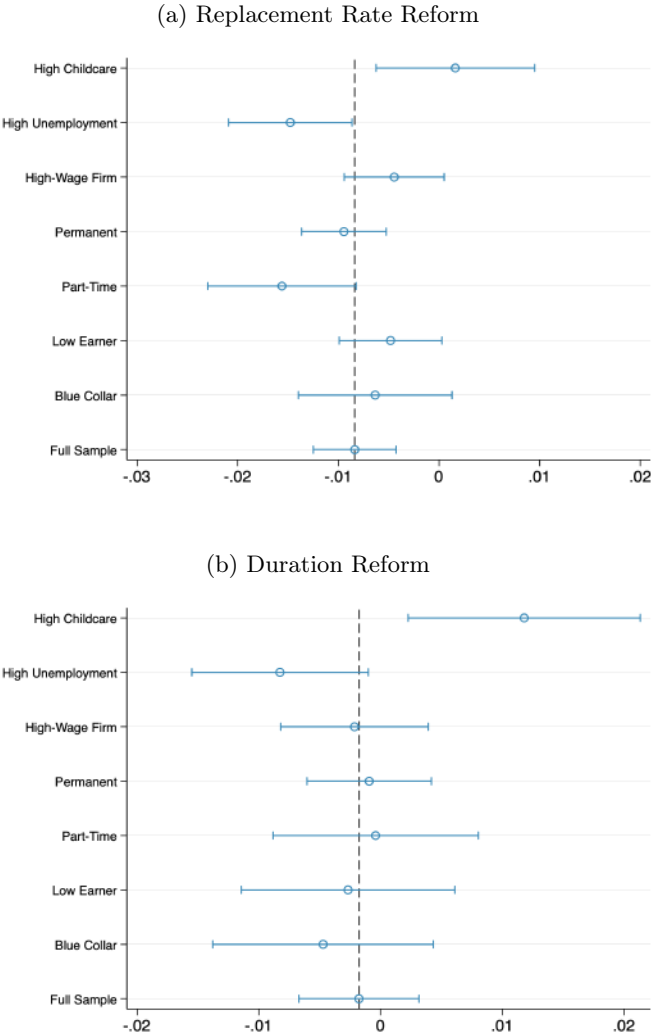 (a) Replacement Rate Reform
High Childcare
High Unemployment
High-Wage Firm
Permanent
Part-Time
Low Earner
Blue Collar
Full Sample
-.03 -.02 -.01 0 .01 .02
(b) Duration Reform
High Childcare
High Unemployment
High-Wage Firm
Permanent
Part-Time
Low Earner
Blue Collar
Full Sample
-.02 -.01 0 .01 .02